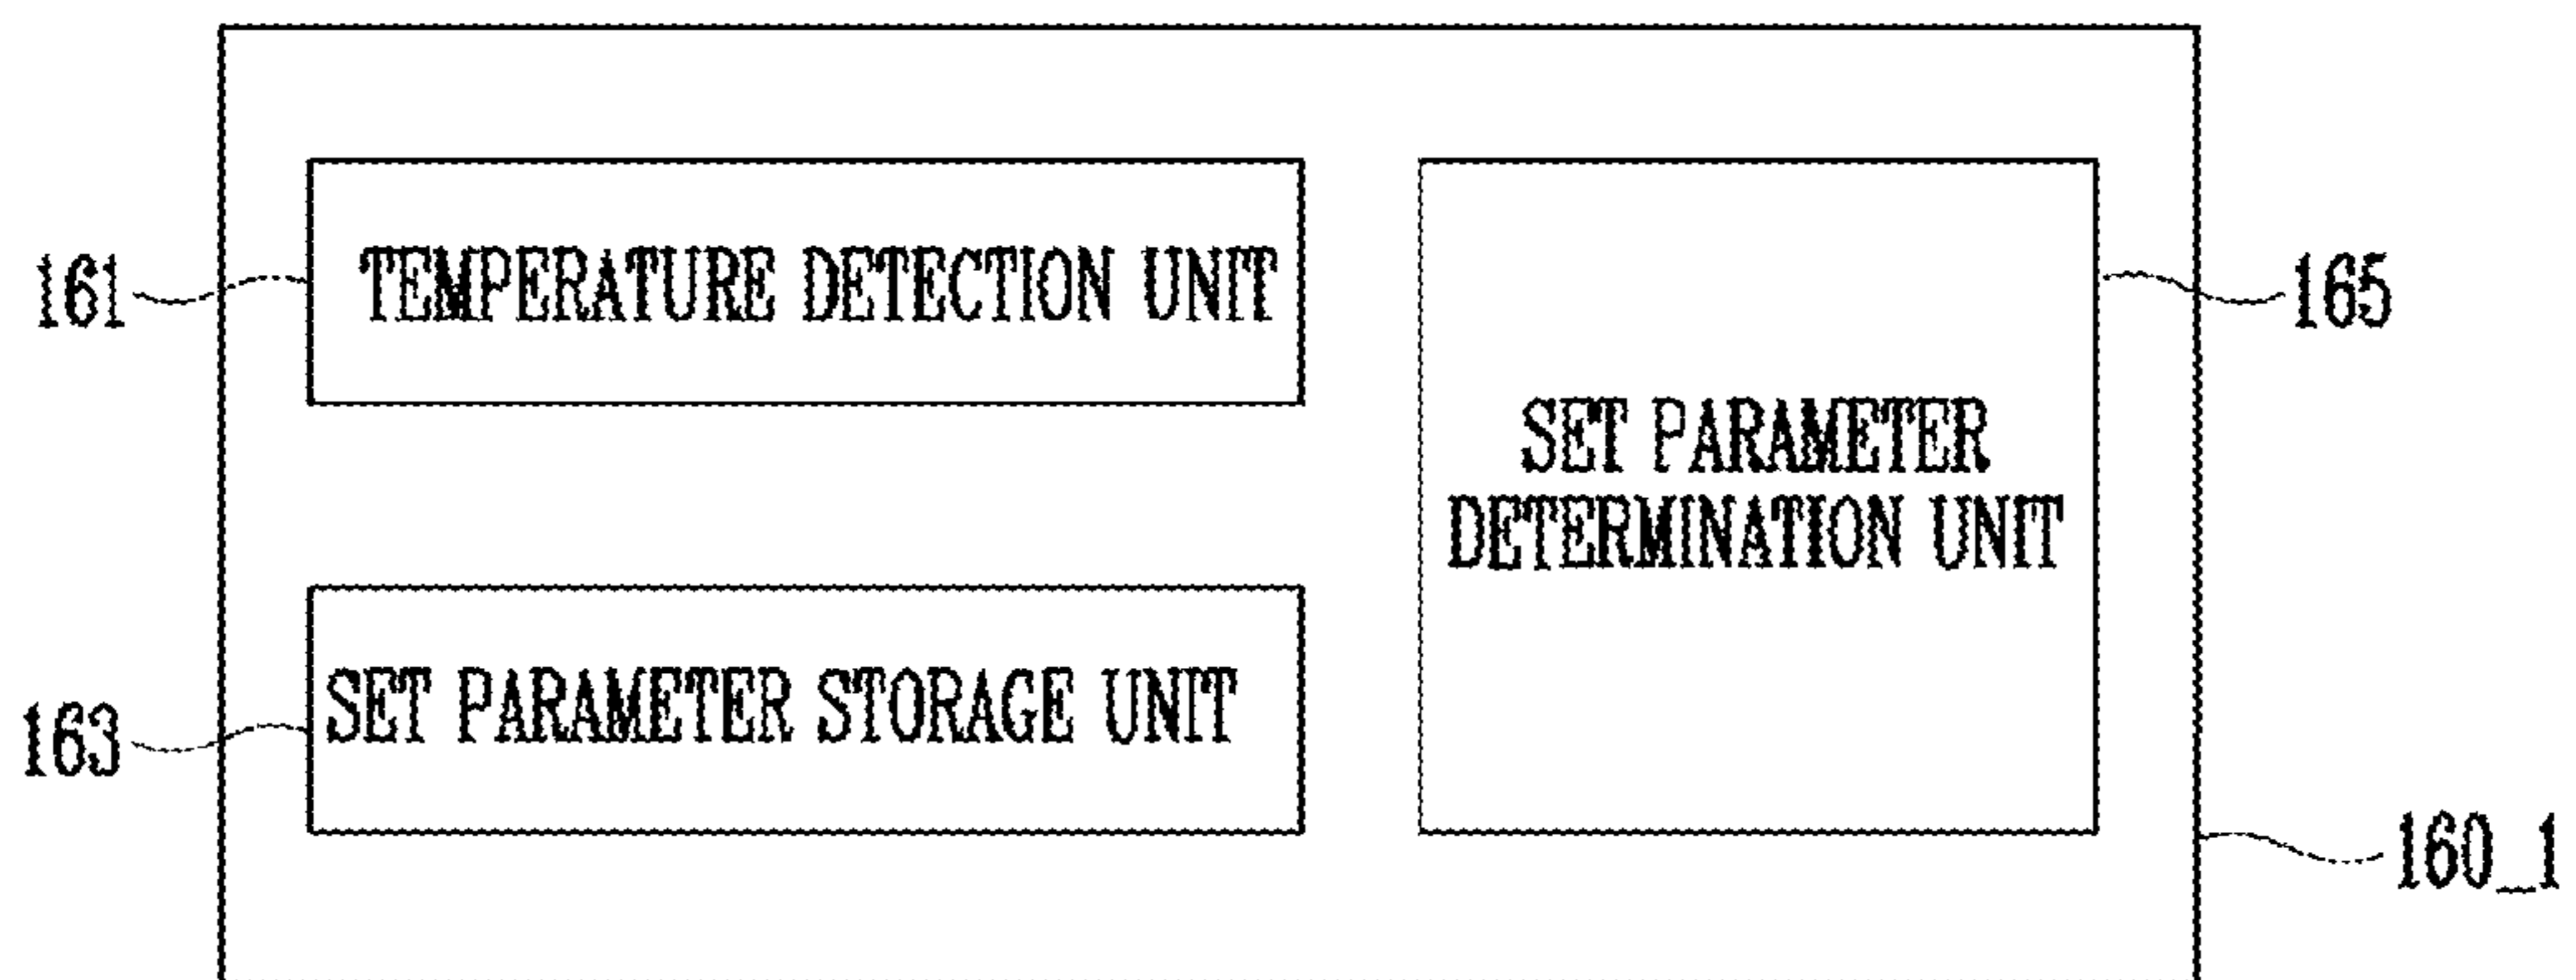 161
TEMPERATURE DETECTION UNIT
165
SET PARAMETER
DETERMINATION UNIT
163
SET PARAMETER STORAGE UNIT
160_1